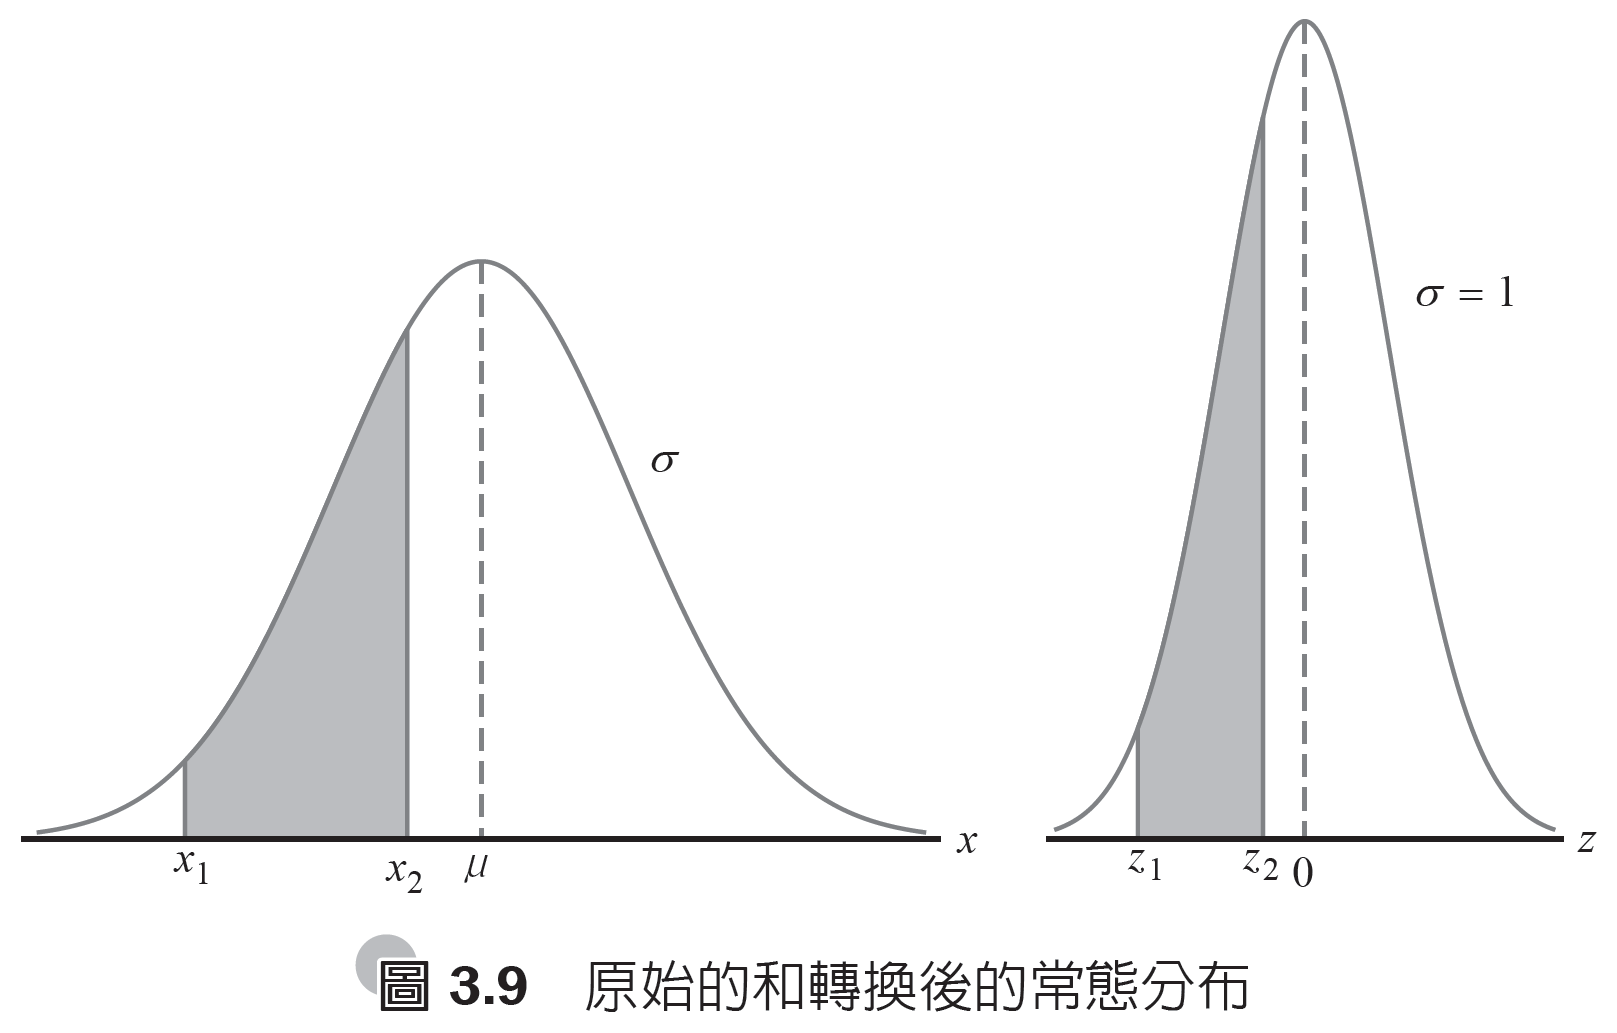 σ
σ = 1
x₁ x₂ μ x
z₁ z₂ 0 z
圖 3.9 原始的和轉換後的常態分布